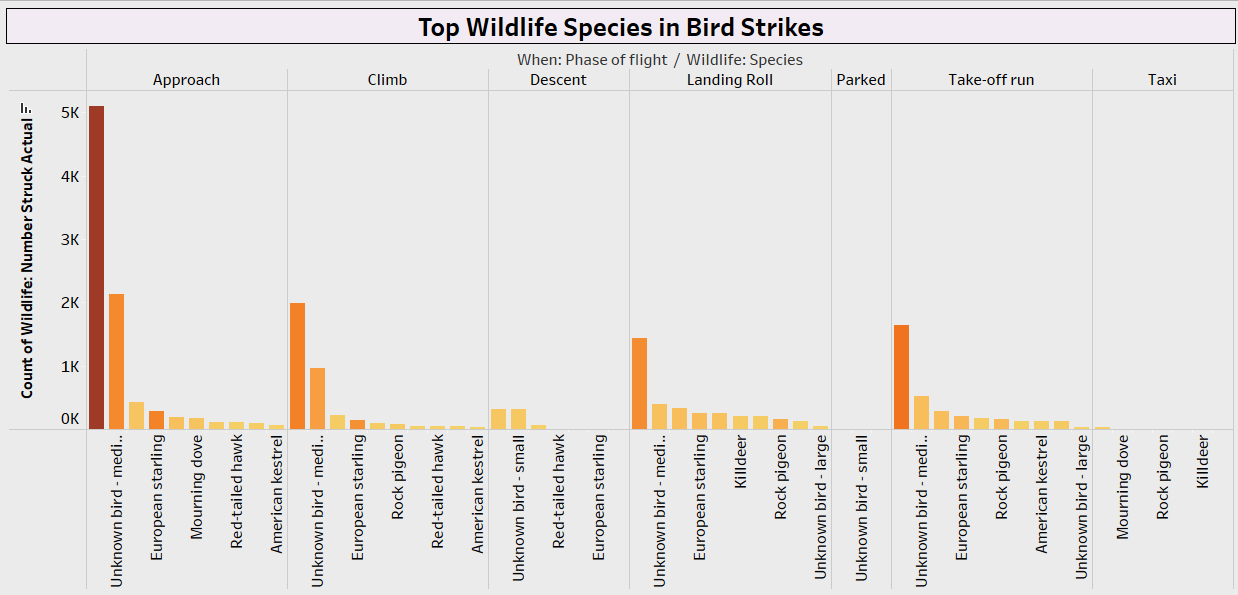 Top Wildlife Species in Bird Strikes
When: Phase of flight / Wildlife: Species
Approach
Climb
Descent
Landing Roll
Parked
Take-off run
Taxi
Count of Wildlife: Number Struck Actual
5K
4K
3K
2K
1K
0K
Unknown bird - medi..
European starling
Mourning dove
Red-tailed hawk
American kestrel
Unknown bird - medi..
European starling
Rock pigeon
Red-tailed hawk
American kestrel
Unknown bird - small
Red-tailed hawk
European starling
Unknown bird - medi..
European starling
Killdeer
Rock pigeon
Unknown bird - large
Unknown bird - small
Unknown bird - medi..
European starling
Rock pigeon
American kestrel
Unknown bird - large
Mourning dove
Rock pigeon
Killdeer